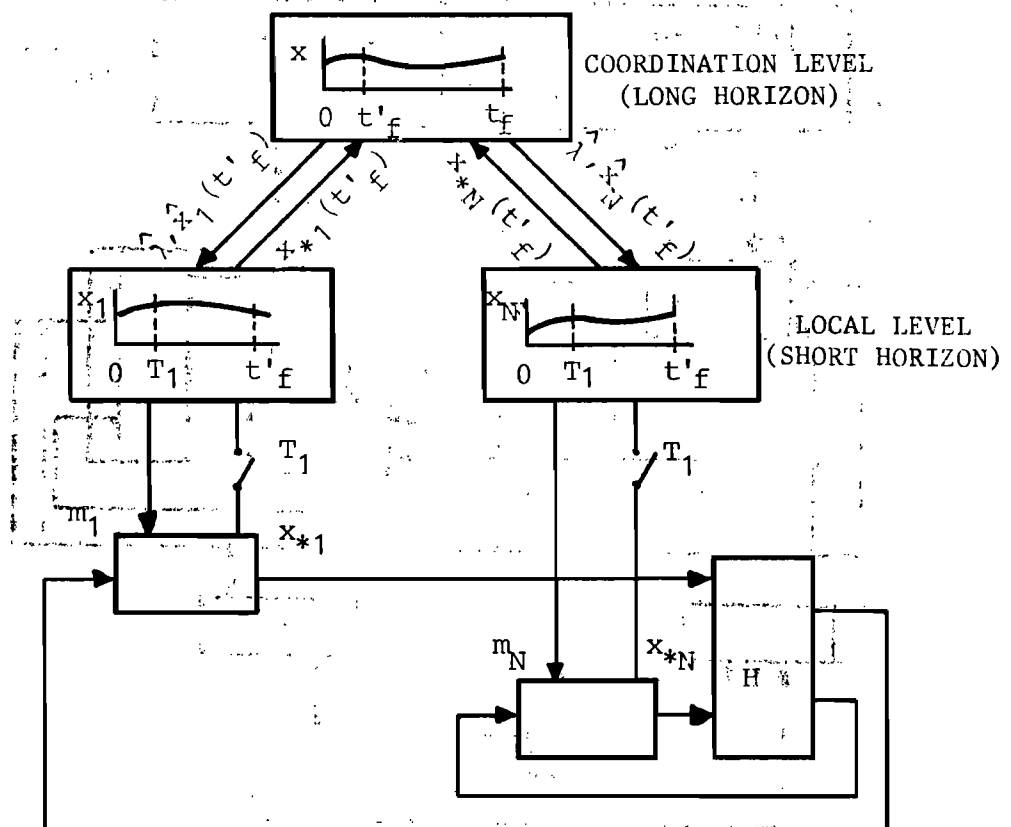 x
COORDINATION LEVEL
(LONG HORIZON)
0 t'f tf
λ̂, x̂1 (t'f)
x*1 (t'f)
x*N (t'f)
λ̂, x̂N (t'f)
x1
0 T1 t'f
xN
0 T1 t'f
LOCAL LEVEL
(SHORT HORIZON)
T1
T1
m1
x*1
mN
x*N
H